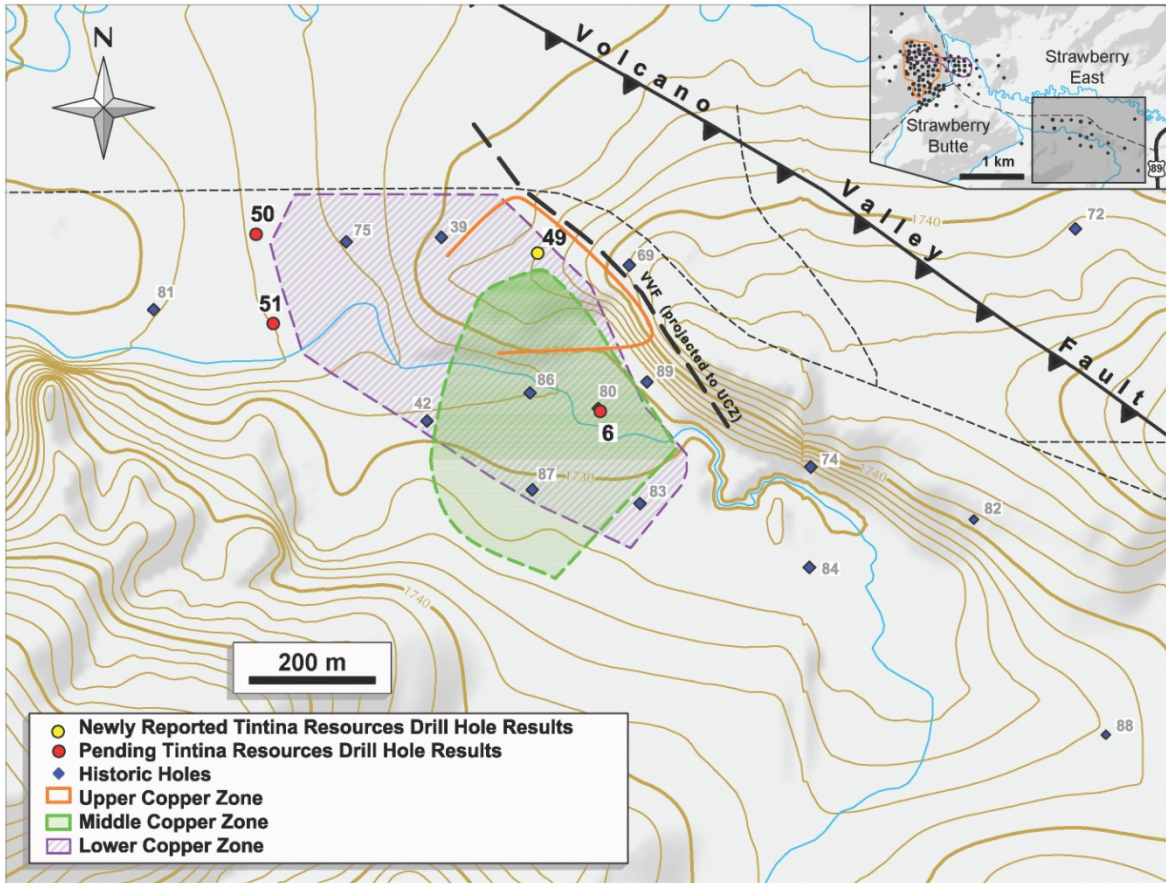 N
Volcano Valley Fault
Strawberry
East
Strawberry
Butte
1 km
89
1740
72
50
75
39
49
69
81
51
VVF (projected to UCZ)
89
86
80
6
42
74
1740
1730
87
83
82
84
1740
88
200 m
Newly Reported Tintina Resources Drill Hole Results
Pending Tintina Resources Drill Hole Results
Historic Holes
Upper Copper Zone
Middle Copper Zone
Lower Copper Zone